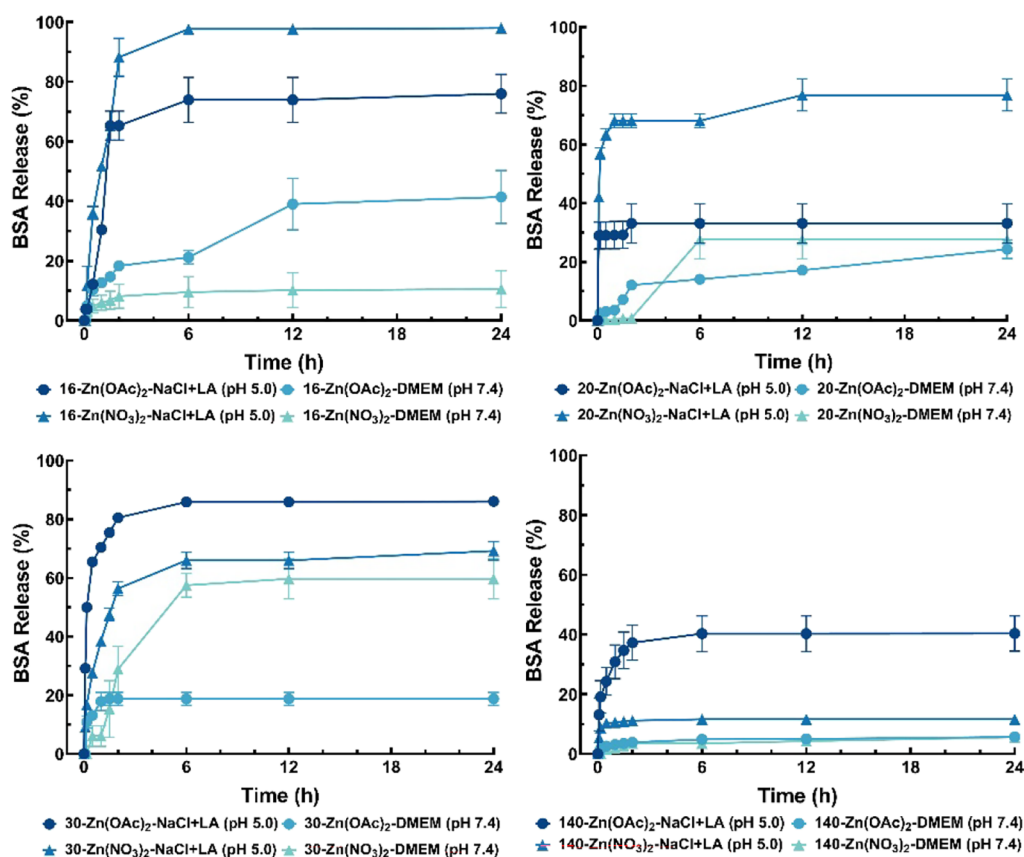 100
80
60
40
20
0
BSA Release (%)
0 6 12 18 24
Time (h)
16-Zn(OAc)₂-NaCl+LA (pH 5.0) 16-Zn(OAc)₂-DMEM (pH 7.4)
16-Zn(NO₃)₂-NaCl+LA (pH 5.0) 16-Zn(NO₃)₂-DMEM (pH 7.4)
100
80
60
40
20
0
BSA Release (%)
0 6 12 18 24
Time (h)
20-Zn(OAc)₂-NaCl+LA (pH 5.0) 20-Zn(OAc)₂-DMEM (pH 7.4)
20-Zn(NO₃)₂-NaCl+LA (pH 5.0) 20-Zn(NO₃)₂-DMEM (pH 7.4)
100
80
60
40
20
0
BSA Release (%)
0 6 12 18 24
Time (h)
30-Zn(OAc)₂-NaCl+LA (pH 5.0) 30-Zn(OAc)₂-DMEM (pH 7.4)
30-Zn(NO₃)₂-NaCl+LA (pH 5.0) 30-Zn(NO₃)₂-DMEM (pH 7.4)
100
80
60
40
20
0
BSA Release (%)
0 6 12 18 24
Time (h)
140-Zn(OAc)₂-NaCl+LA (pH 5.0) 140-Zn(OAc)₂-DMEM (pH 7.4)
140-Zn(NO₃)₂-NaCl+LA (pH 5.0) 140-Zn(NO₃)₂-DMEM (pH 7.4)